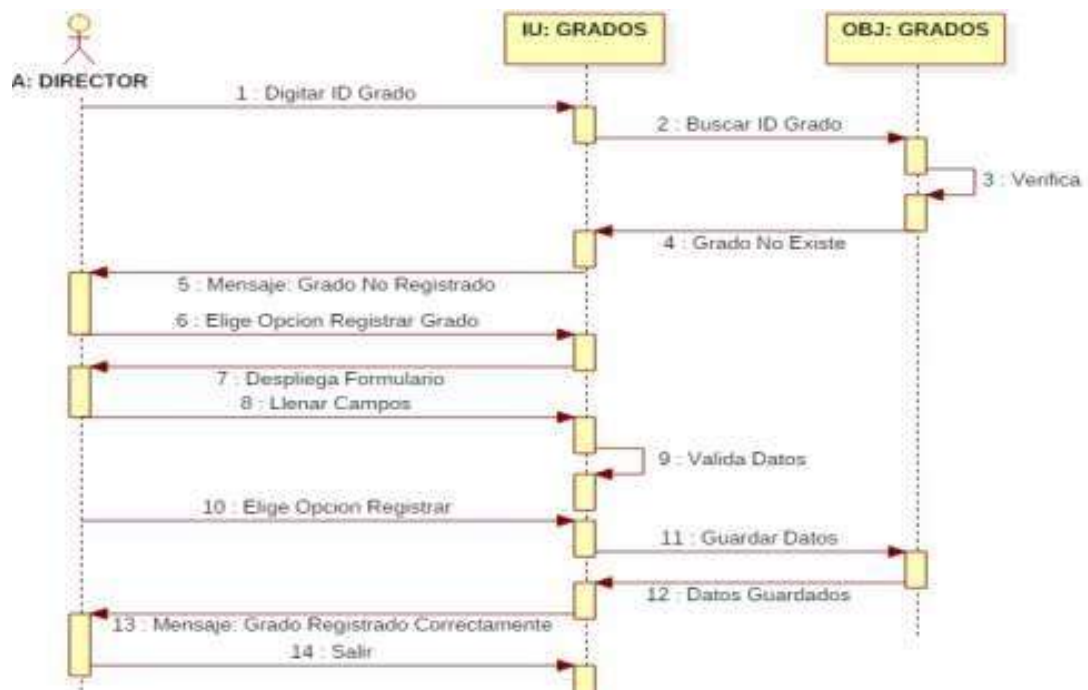 IU: GRADOS
OBJ: GRADOS
A: DIRECTOR
1 : Digitar ID Grado
2 : Buscar ID Grado
3 : Verifica
4 : Grado No Existe
5 : Mensaje: Grado No Registrado
6 : Elige Opcion Registrar Grado
7 : Despliega Formulario
8 : Llenar Campos
9 : Valida Datos
10 : Elige Opcion Registrar
11 : Guardar Datos
12 : Datos Guardados
13 : Mensaje: Grado Registrado Correctamente
14 : Salir